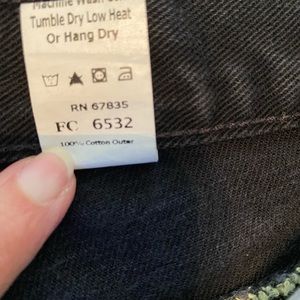 Machine Wash
Tumble Dry Low Heat
Or Hang Dry
RN 67835
FC 6532
100% Cotton Outer